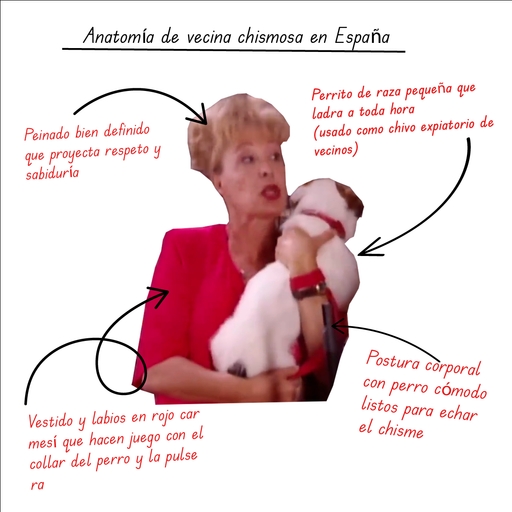 Anatomía de vecina chismosa en España
Peinado bien definido
que proyecta respeto y
sabiduría
Perrito de raza pequeña que
ladra a toda hora
(usado como chivo expiatorio de
vecinos)
Postura corporal
con perro cómodo
listos para echar
el chisme
Vestido y labios en rojo car
mesí que hacen juego con el
collar del perro y la pulse
ra